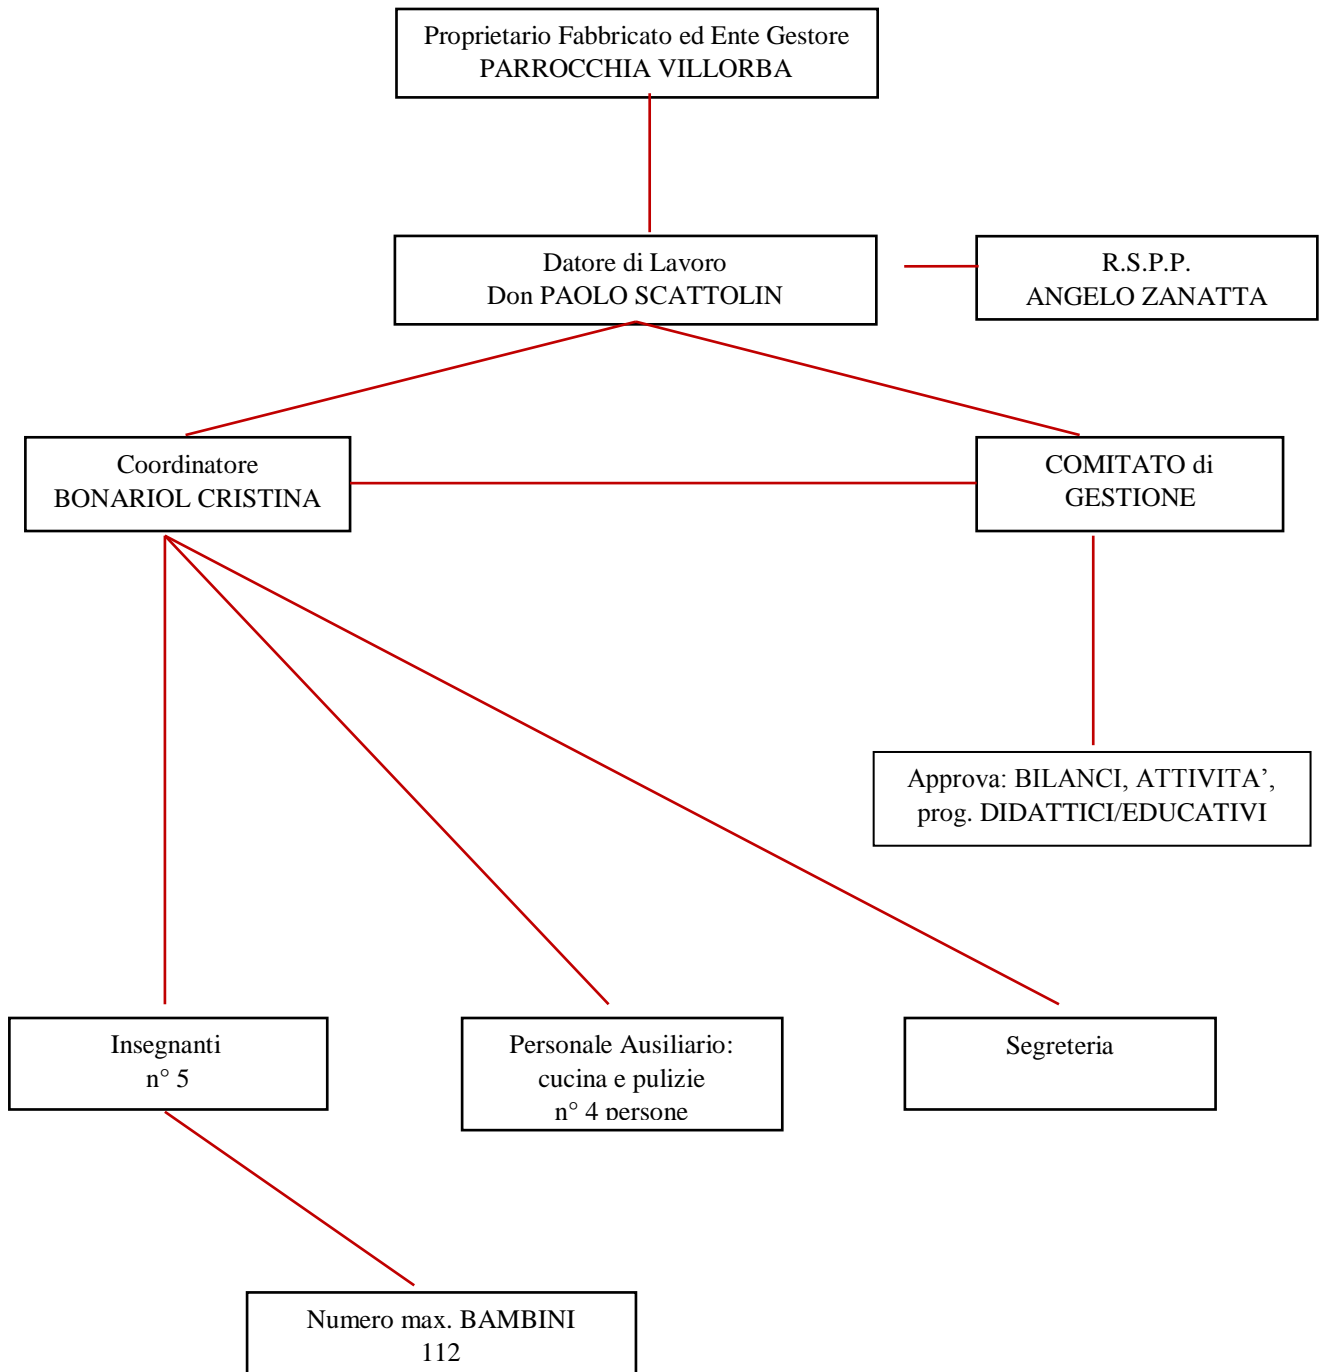 Proprietario Fabbricato ed Ente Gestore
PARROCCHIA VILLORBA
Datore di Lavoro
Don PAOLO SCATTOLIN
R.S.P.P.
ANGELO ZANATTA
Coordinatore
BONARIOL CRISTINA
COMITATO di
GESTIONE
Approva: BILANCI, ATTIVITA’,
prog. DIDATTICI/EDUCATIVI
Insegnanti
n° 5
Personale Ausiliario:
cucina e pulizie
n° 4 persone
Segreteria
Numero max. BAMBINI
112